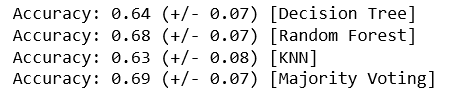 Accuracy: 0.64 (+/- 0.07) [Decision Tree]
Accuracy: 0.68 (+/- 0.07) [Random Forest]
Accuracy: 0.63 (+/- 0.08) [KNN]
Accuracy: 0.69 (+/- 0.07) [Majority Voting]